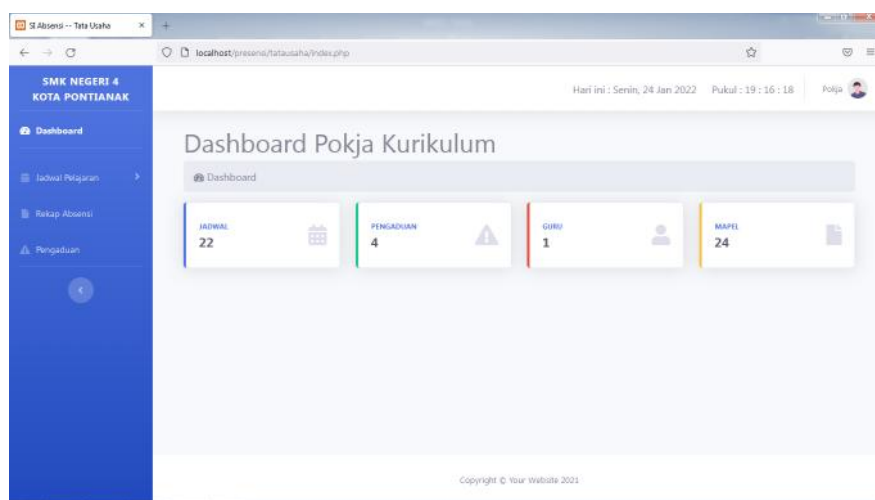 SI Absensi -- Tata Usaha
localhost/presensi/tatausaha/index.php
SMK NEGERI 4
KOTA PONTIANAK
Hari ini : Senin, 24 Jan 2022 Pukul : 19 : 16 : 18 Pokja
Dashboard
Jadwal Pelajaran
Rekap Absensi
Pengaduan
Dashboard Pokja Kurikulum
Dashboard
JADWAL
22
PENGADUAN
4
GURU
1
MAPEL
24
Copyright © Your Website 2021